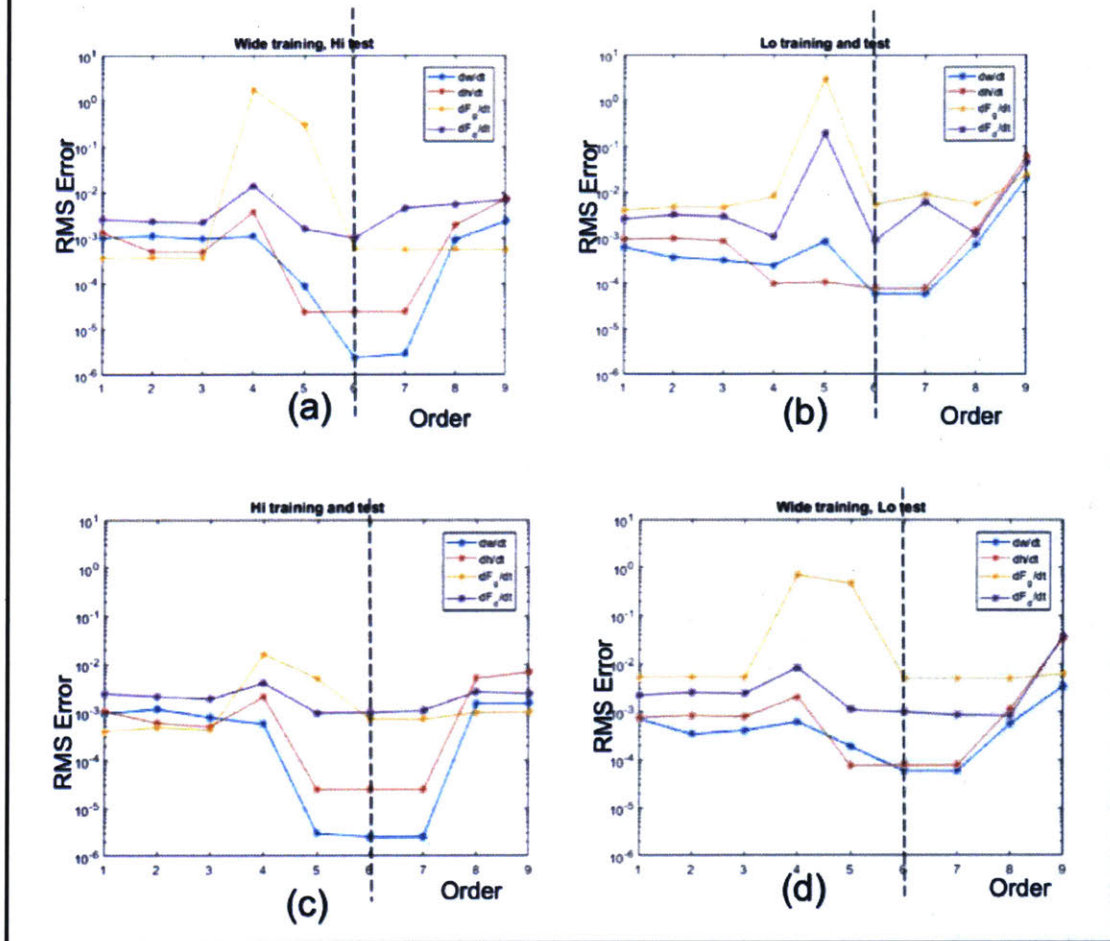 Wide training, Hi test
10^1
10^0
10^-1
10^-2
10^-3
10^-4
10^-5
10^-6
RMS Error
dw/dt
dh/dt
dF_g/dt
dF_d/dt
1 2 3 4 5 6 7 8 9
(a)
Order
Lo training and test
10^1
10^0
10^-1
10^-2
10^-3
10^-4
10^-5
10^-6
RMS Error
dw/dt
dh/dt
dF_g/dt
dF_d/dt
1 2 3 4 5 6 7 8 9
(b)
Order
Hi training and test
10^1
10^0
10^-1
10^-2
10^-3
10^-4
10^-5
10^-6
RMS Error
dw/dt
dh/dt
dF_g/dt
dF_d/dt
1 2 3 4 5 6 7 8 9
(c)
Order
Wide training, Lo test
10^1
10^0
10^-1
10^-2
10^-3
10^-4
10^-5
10^-6
RMS Error
dw/dt
dh/dt
dF_g/dt
dF_d/dt
1 2 3 4 5 6 7 8 9
(d)
Order